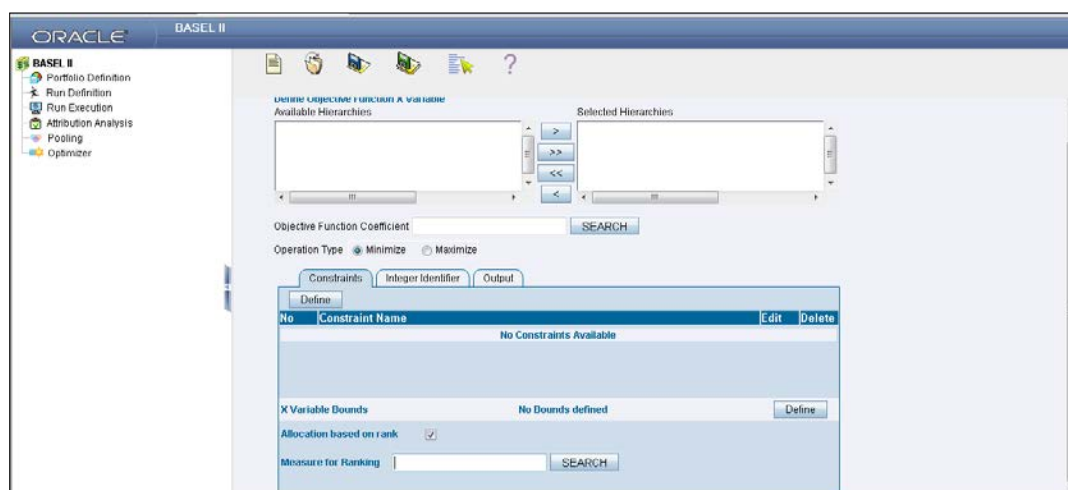 ORACLE BASEL II
BASEL II
Portfolio Definition
Run Definition
Run Execution
Attribution Analysis
Pooling
Optimizer
?
Define Objective Function X Variable
Available Hierarchies Selected Hierarchies
>
>>
<<
<
Objective Function Coefficient SEARCH
Operation Type Minimize Maximize
Constraints Integer Identifier Output
Define
No Constraint Name Edit Delete
No Constraints Available
X Variable Bounds No Bounds defined Define
Allocation based on rank
Measure for Ranking SEARCH